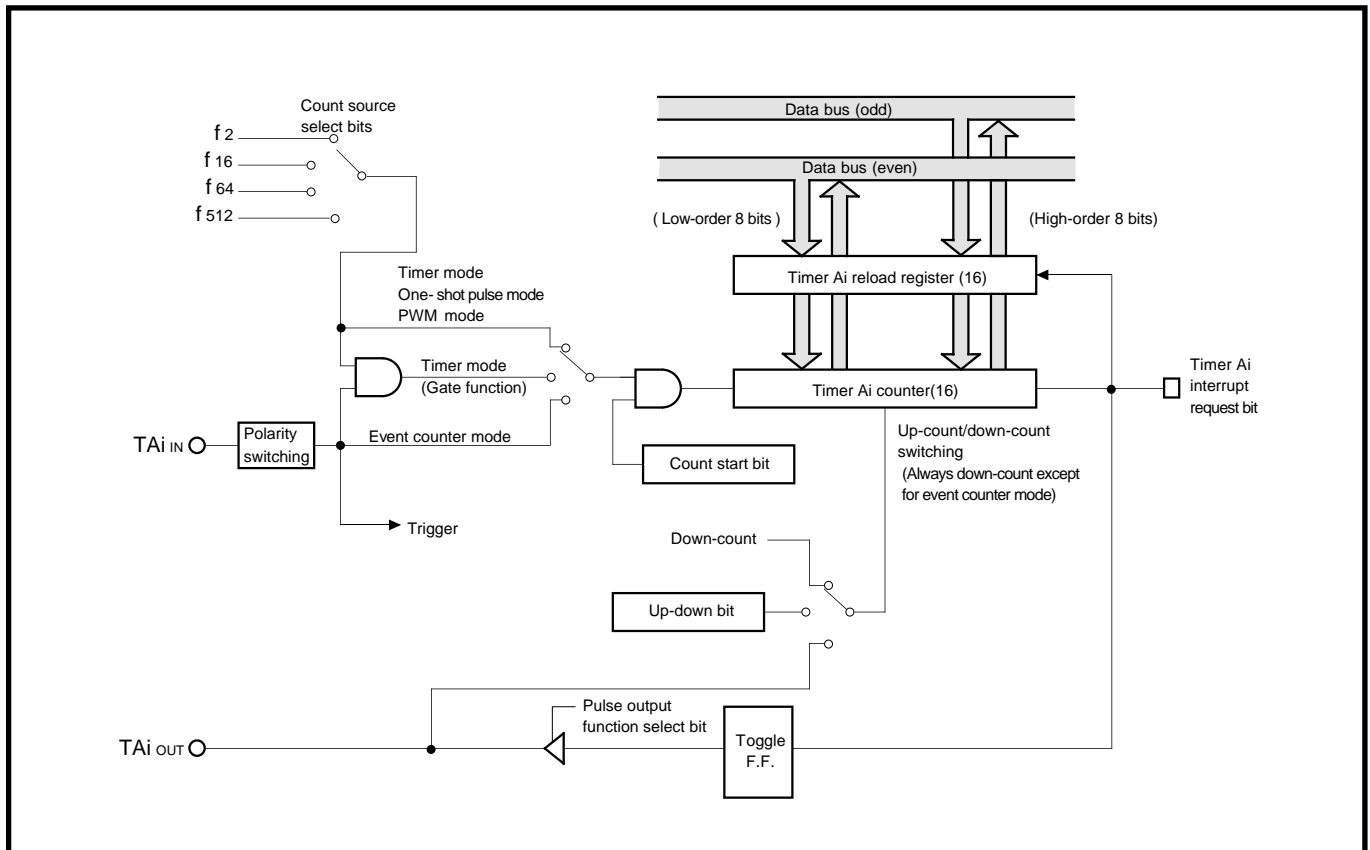 Count source
select bits
f 2
f 16
f 64
f 512
Data bus (odd)
Data bus (even)
( Low-order 8 bits )
(High-order 8 bits)
Timer Ai reload register (16)
Timer mode
One- shot pulse mode
PWM mode
Timer mode
(Gate function)
Timer Ai counter(16)
Timer Ai
interrupt
request bit
TAi IN
Polarity
switching
Event counter mode
Count start bit
Up-count/down-count
switching
(Always down-count except
for event counter mode)
Trigger
Down-count
Up-down bit
Pulse output
function select bit
TAi OUT
Toggle
F.F.